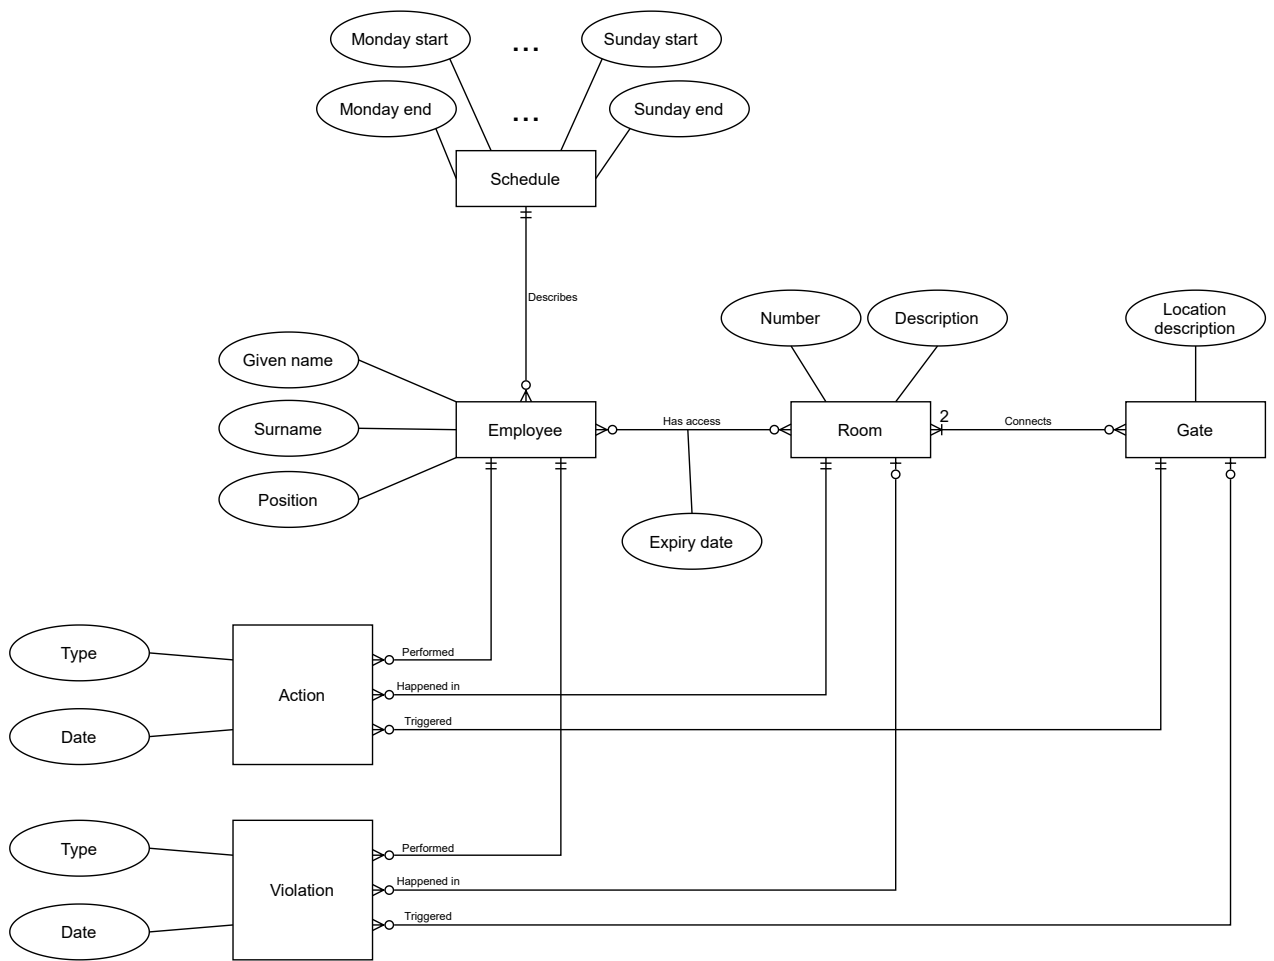 Monday start
...
Sunday start
Monday end
...
Sunday end
Schedule
Describes
Number
Description
Location
description
Given name
Surname
Position
Employee
Has access
Room
2
Connects
Gate
Expiry date
Type
Date
Action
Performed
Happened in
Triggered
Type
Date
Violation
Performed
Happened in
Triggered